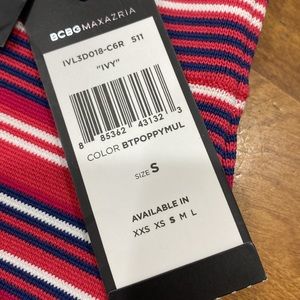 BCBGMAXAZRIA
IVL3D018-C6R S11
"IVY"
8 85362 43132 3
COLOR BTPOPPYMUL
SIZE S
AVAILABLE IN
XXS XS S M L